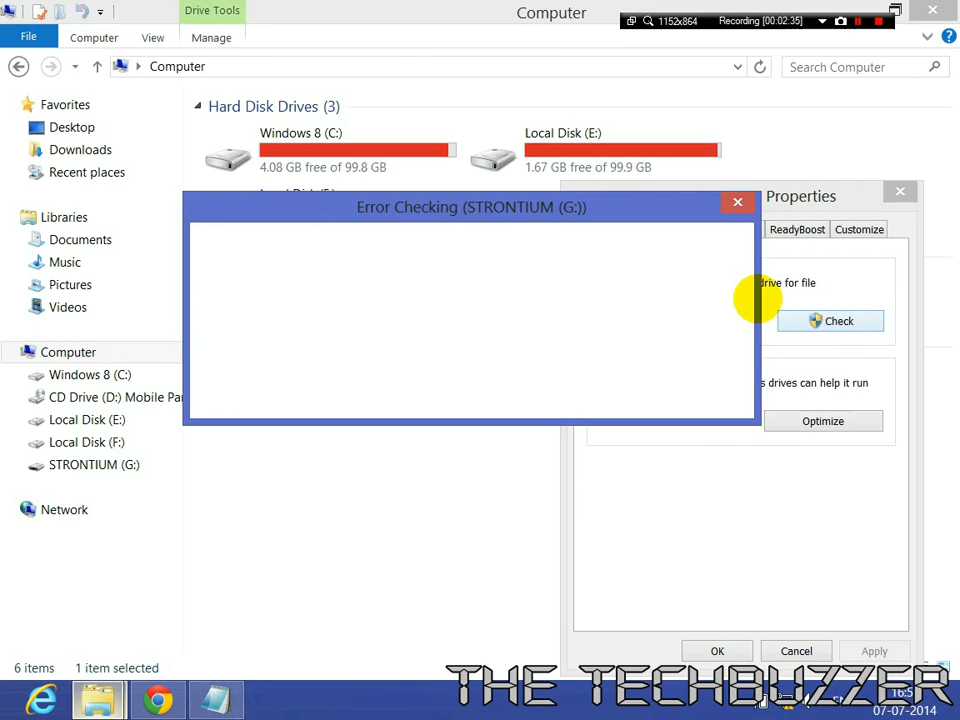 Drive Tools
Computer
1152x864
Recording [00:02:35]
File
Computer
View
Manage
Computer
Search Computer
Favorites
Desktop
Downloads
Recent places
Libraries
Documents
Music
Pictures
Videos
Computer
Windows 8 (C:)
CD Drive (D:) Mobile Pa
Local Disk (E:)
Local Disk (F:)
STRONTIUM (G:)
Network
Hard Disk Drives (3)
Windows 8 (C:)
4.08 GB free of 99.8 GB
Local Disk (E:)
1.67 GB free of 99.9 GB
Error Checking (STRONTIUM (G:))
Properties
ReadyBoost
Customize
drive for file
Check
s drives can help it run
Optimize
OK
Cancel
Apply
6 items
1 item selected
THE TECHBUZZER
07-07-2014